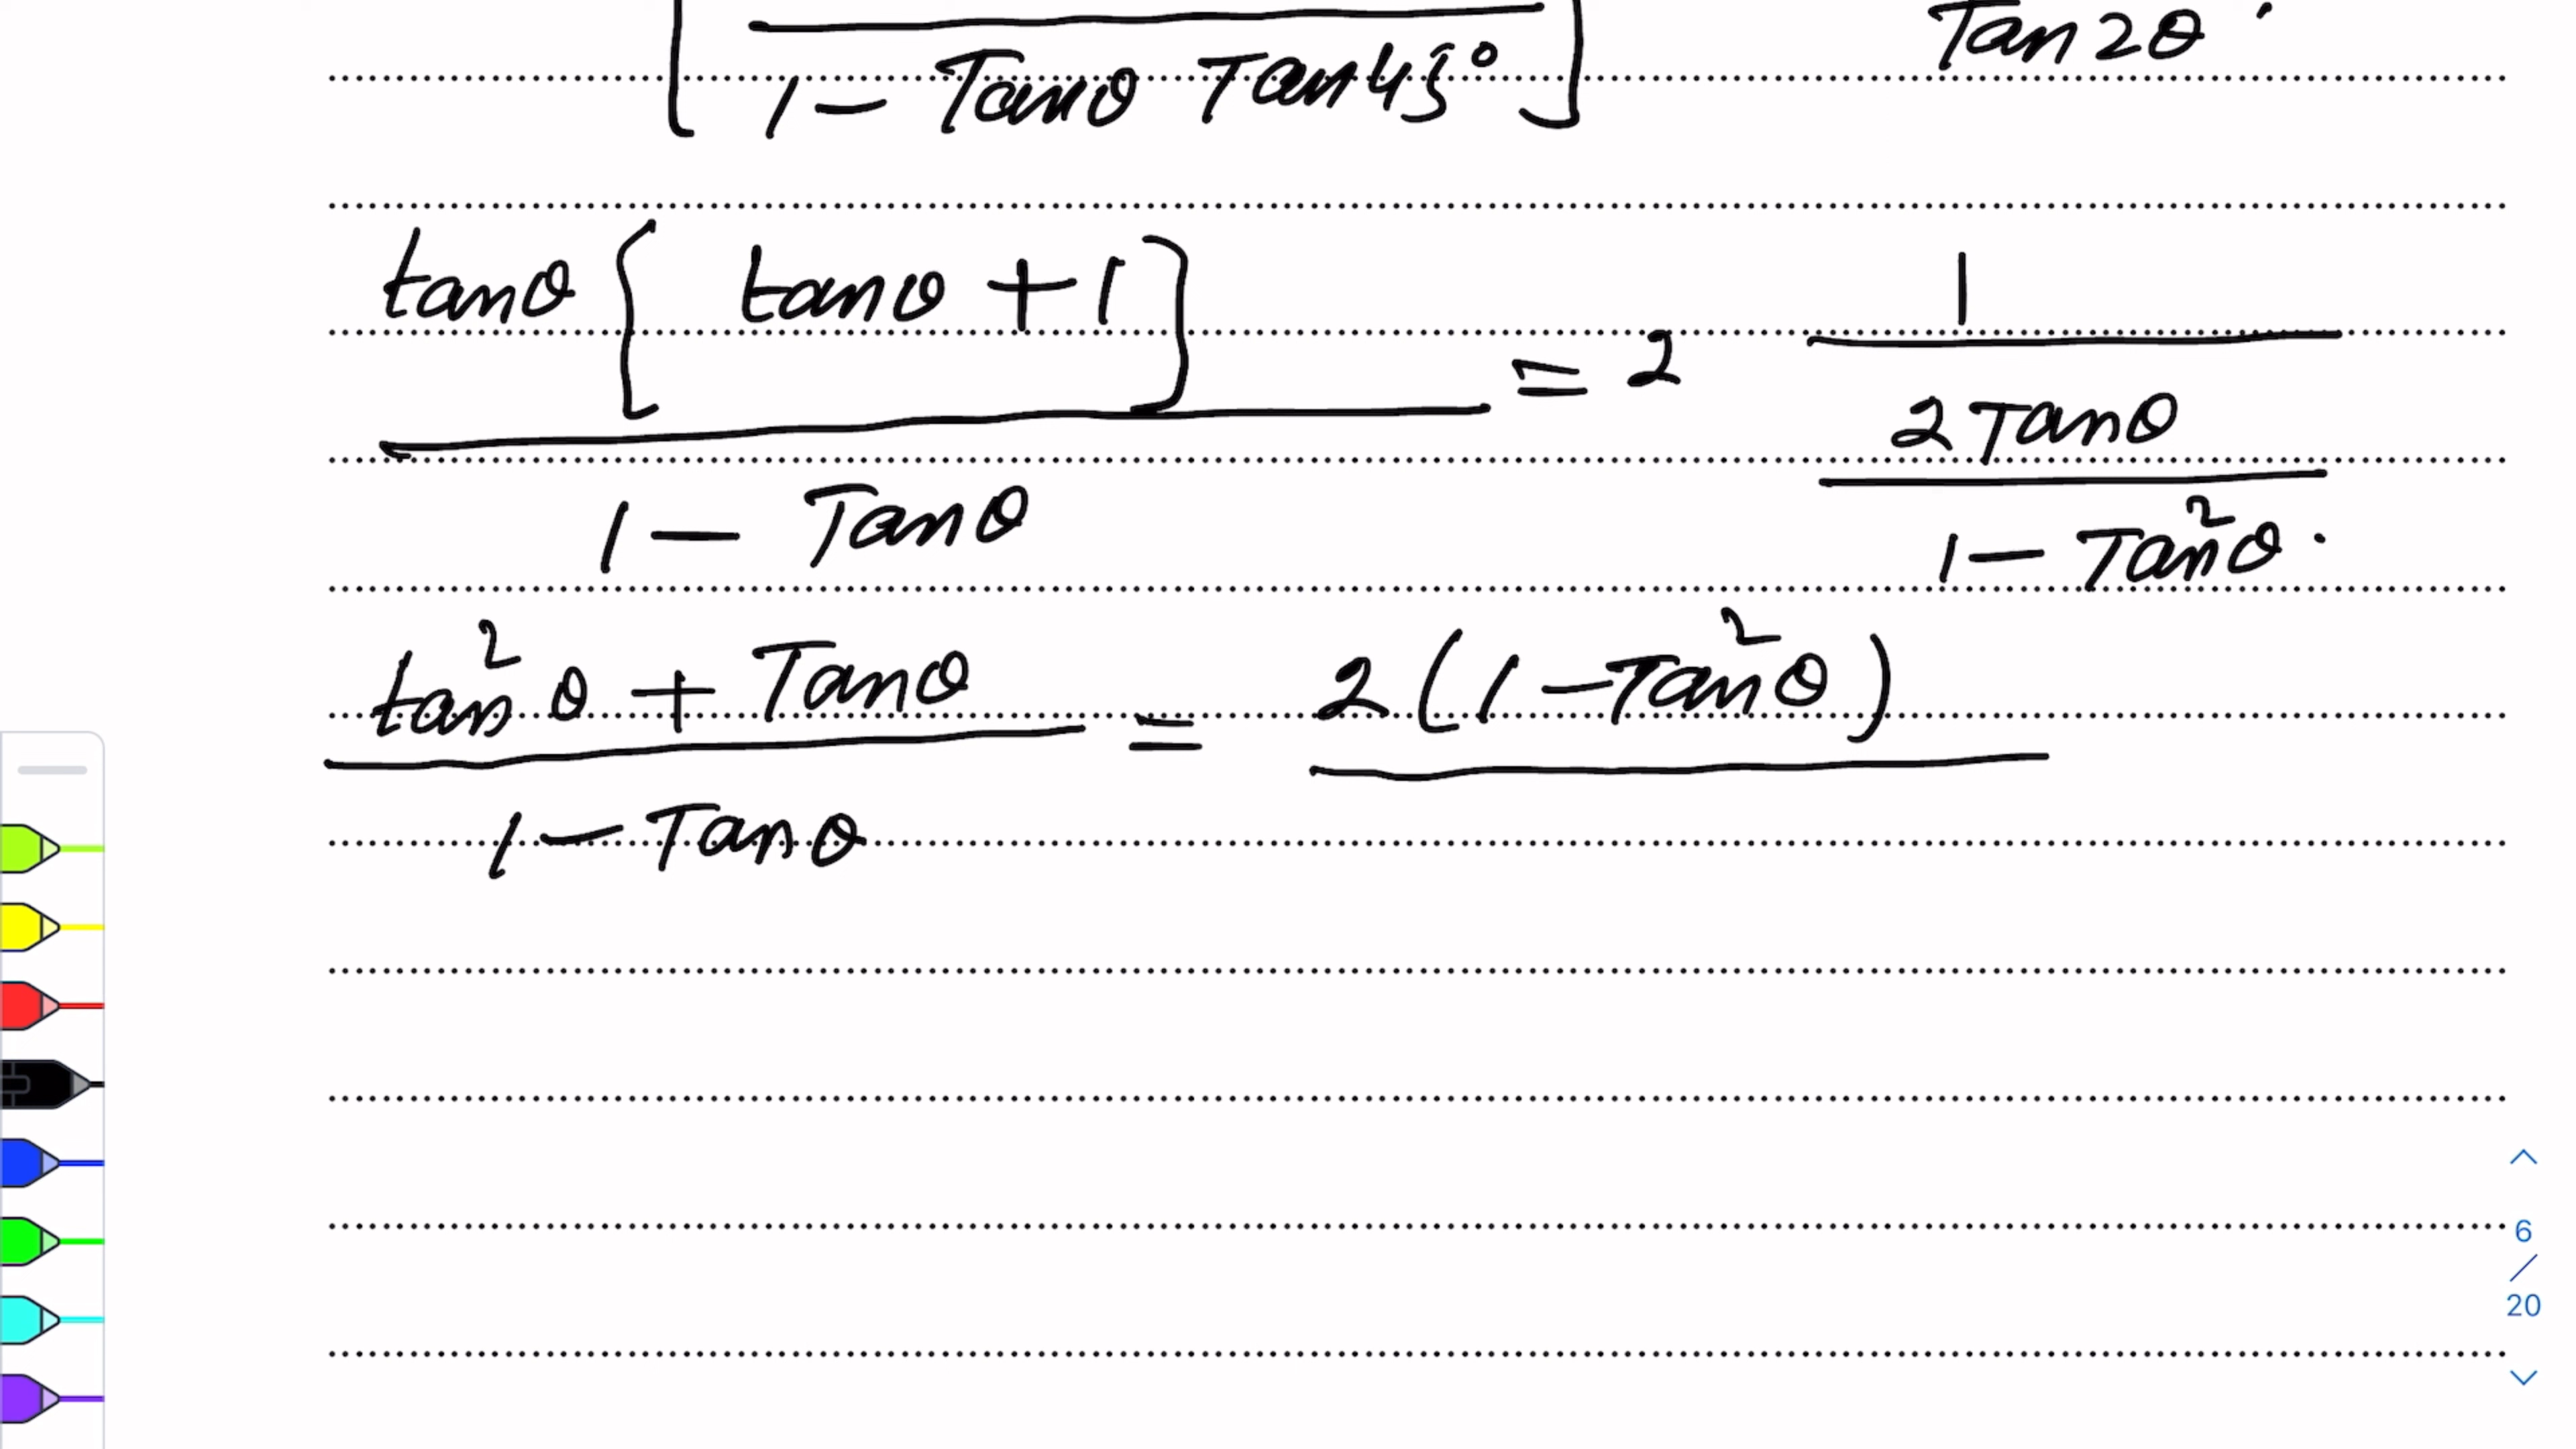 Tan2θ
1 − Tanθ Tan45°
tanθ [ tanθ + 1 ] = 2 1
2Tanθ
1 − Tanθ 1 − Tan²θ.
tan²θ + Tanθ = 2(1 − Tan²θ)
1 − Tanθ
6
/
20